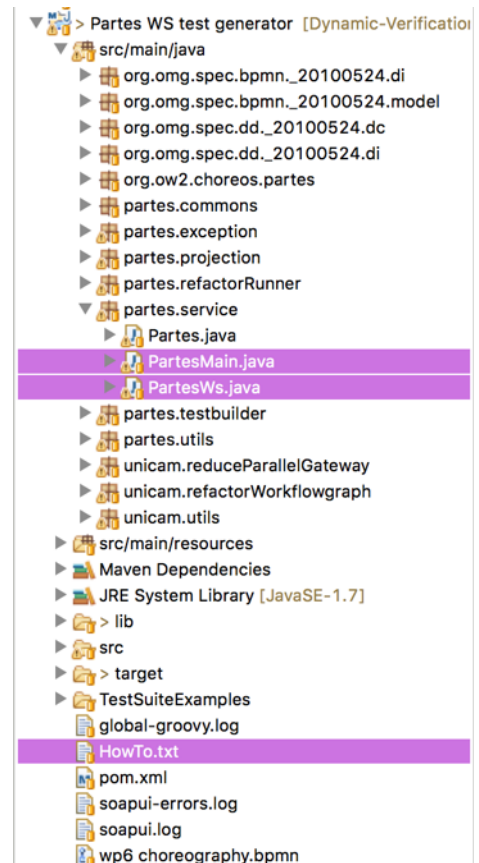 > Partes WS test generator [Dynamic-Verification
src/main/java
org.omg.spec.bpmn._20100524.di
org.omg.spec.bpmn._20100524.model
org.omg.spec.dd._20100524.dc
org.omg.spec.dd._20100524.di
org.ow2.choreos.partes
partes.commons
partes.exception
partes.projection
partes.refactorRunner
partes.service
Partes.java
PartesMain.java
PartesWs.java
partes.testbuilder
partes.utils
unicam.reduceParallelGateway
unicam.refactorWorkflowgraph
unicam.utils
src/main/resources
Maven Dependencies
JRE System Library [JavaSE-1.7]
> lib
src
> target
TestSuiteExamples
global-groovy.log
HowTo.txt
pom.xml
soapui-errors.log
soapui.log
wp6 choreography.bpmn